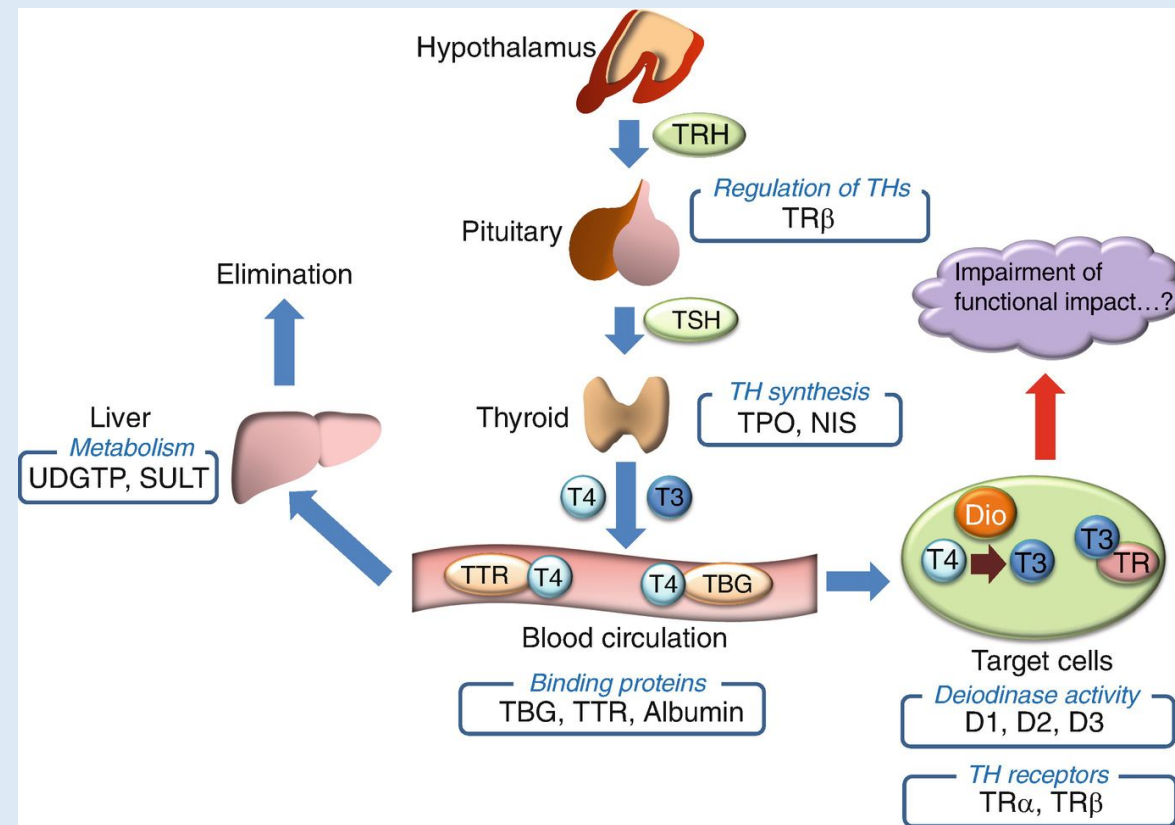 Hypothalamus
TRH
Regulation of THs
TRβ
Pituitary
Elimination
Impairment of
functional impact…?
TSH
TH synthesis
TPO, NIS
Thyroid
Liver
Metabolism
UDGTP, SULT
T4
T3
Dio
T4
T3
T3
TR
TTR
T4
T4
TBG
Blood circulation
Target cells
Binding proteins
TBG, TTR, Albumin
Deiodinase activity
D1, D2, D3
TH receptors
TRα, TRβ